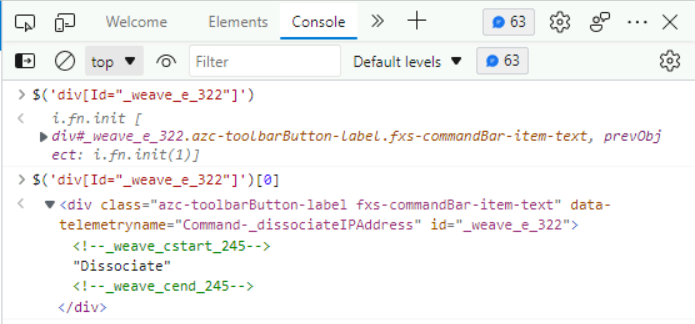 Welcome Elements Console 63
top Filter Default levels 63
> $('div[Id="_weave_e_322"]')
i.fn.init [
div#_weave_e_322.azc-toolbarButton-label.fxs-commandBar-item-text, prevObj
ect: i.fn.init(1)]
> $('div[Id="_weave_e_322"]')[0]
<div class="azc-toolbarButton-label fxs-commandBar-item-text" data-
telemetryname="Command-_dissociateIPAddress" id="_weave_e_322">
<!--_weave_cstart_245-->
"Dissociate"
<!--_weave_cend_245-->
</div>